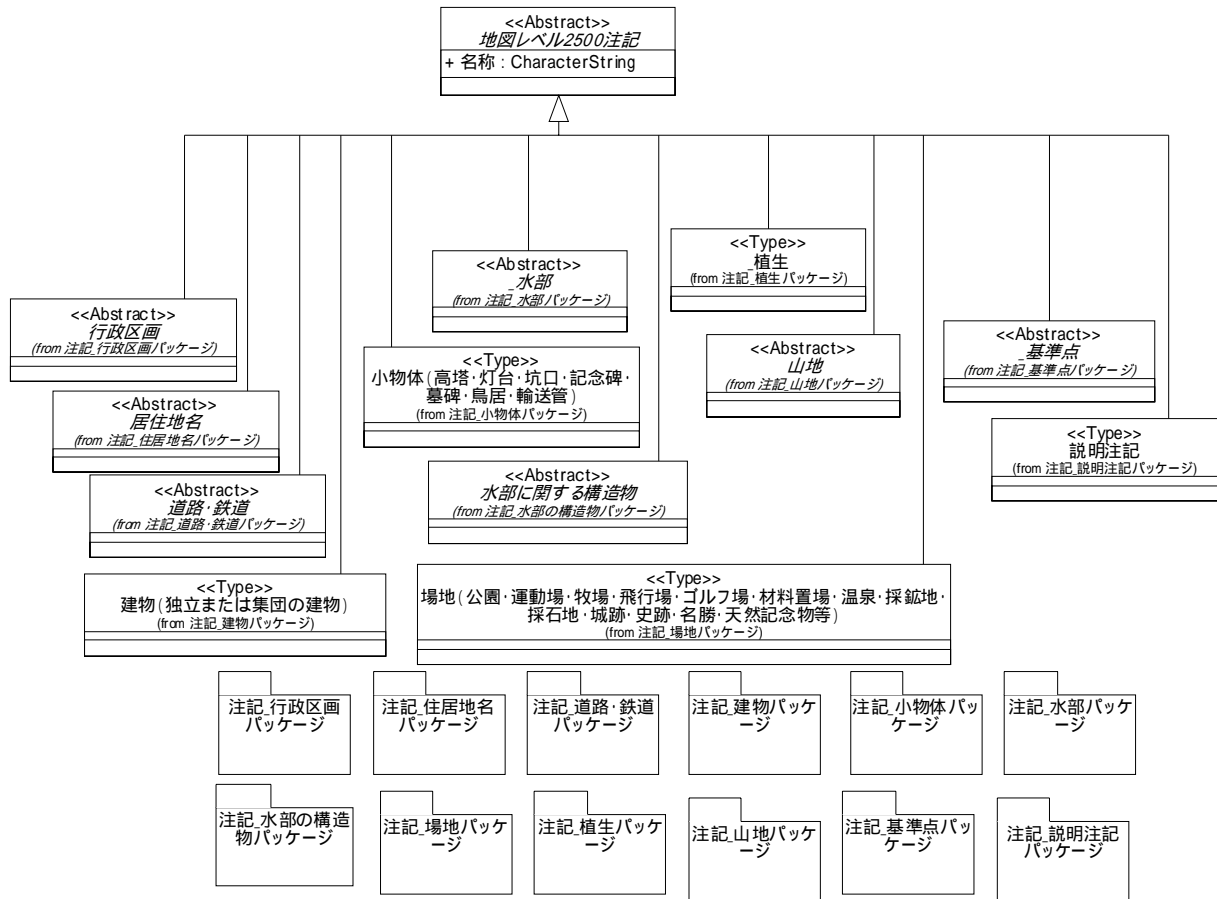 <<Abstract>>
地図レベル2500注記
+ 名称 : CharacterString
<<Type>>
_植生
(from 注記_植生パッケージ)
<<Abstract>>
_水部
(from 注記_水部パッケージ)
<<Abstract>>
行政区画
(from 注記_行政区画パッケージ)
<<Abstract>>
_基準点
(from 注記_基準点パッケージ)
<<Abstract>>
山地
(from 注記_山地パッケージ)
<<Type>>
小物体(高塔・灯台・坑口・記念碑・
墓碑・鳥居・輸送管)
(from 注記_小物体パッケージ)
<<Abstract>>
居住地名
(from 注記_住居地名パッケージ)
<<Type>>
説明注記
(from 注記_説明注記パッケージ)
<<Abstract>>
水部に関する構造物
(from 注記_水部の構造物パッケージ)
<<Abstract>>
道路・鉄道
(from 注記_道路・鉄道パッケージ)
<<Type>>
建物(独立または集団の建物)
(from 注記_建物パッケージ)
<<Type>>
場地(公園・運動場・牧場・飛行場・ゴルフ場・材料置場・温泉・採鉱地・
採石地・城跡・史跡・名勝・天然記念物等)
(from 注記_場地パッケージ)
注記_行政区画
パッケージ
注記_住居地名
パッケージ
注記_道路・鉄道
パッケージ
注記_建物パッケ
ージ
注記_小物体パッ
ケージ
注記_水部パッケ
ージ
注記_水部の構造
物パッケージ
注記_場地パッケ
ージ
注記_植生パッケ
ージ
注記_山地パッケ
ージ
注記_基準点パッ
ケージ
注記_説明注記
パッケージ